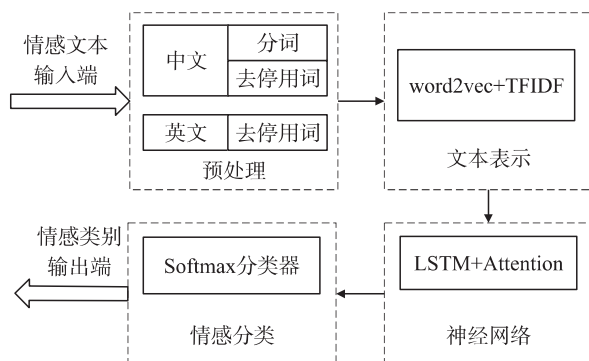 情感文本
输入端
中文
分词
去停用词
英文
去停用词
预处理
word2vec+TFIDF
文本表示
LSTM+Attention
神经网络
Softmax分类器
情感分类
情感类别
输出端